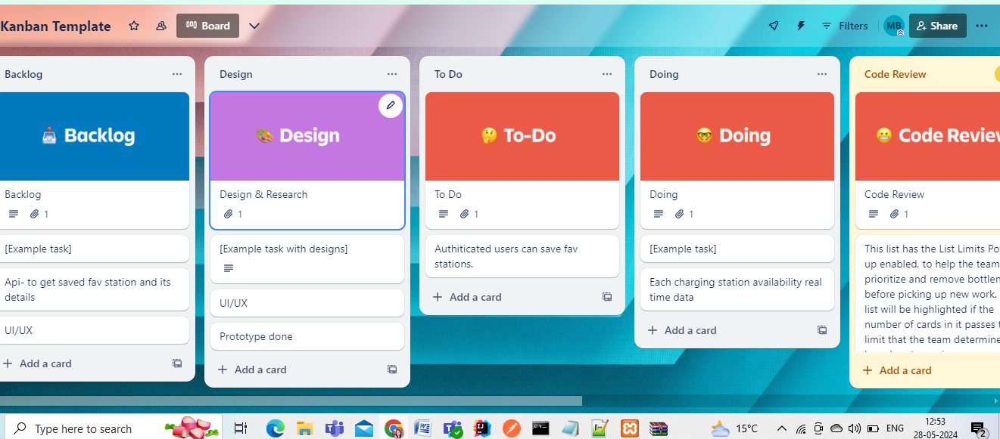 Kanban Template
Board
Filters
MB
Share
Backlog
Backlog
Backlog
1
[Example task]
Api- to get saved fav station and its
details
UI/UX
Add a card
Design
Design
Design & Research
1
[Example task with designs]
UI/UX
Prototype done
Add a card
To Do
To-Do
To Do
1
Authiticated users can save fav
stations.
Add a card
Doing
Doing
Doing
1
[Example task]
Each charging station availability real
time data
Add a card
Code Review
Code Review
Code Review
1
This list has the List Limits
up enabled, to help the team
prioritize and remove
before picking up new work.
list will be highlighted if the
number of cards in it passes
limit that the team
Add a card
Type here to search
15°C
ENG
12:53
28-05-2024
2